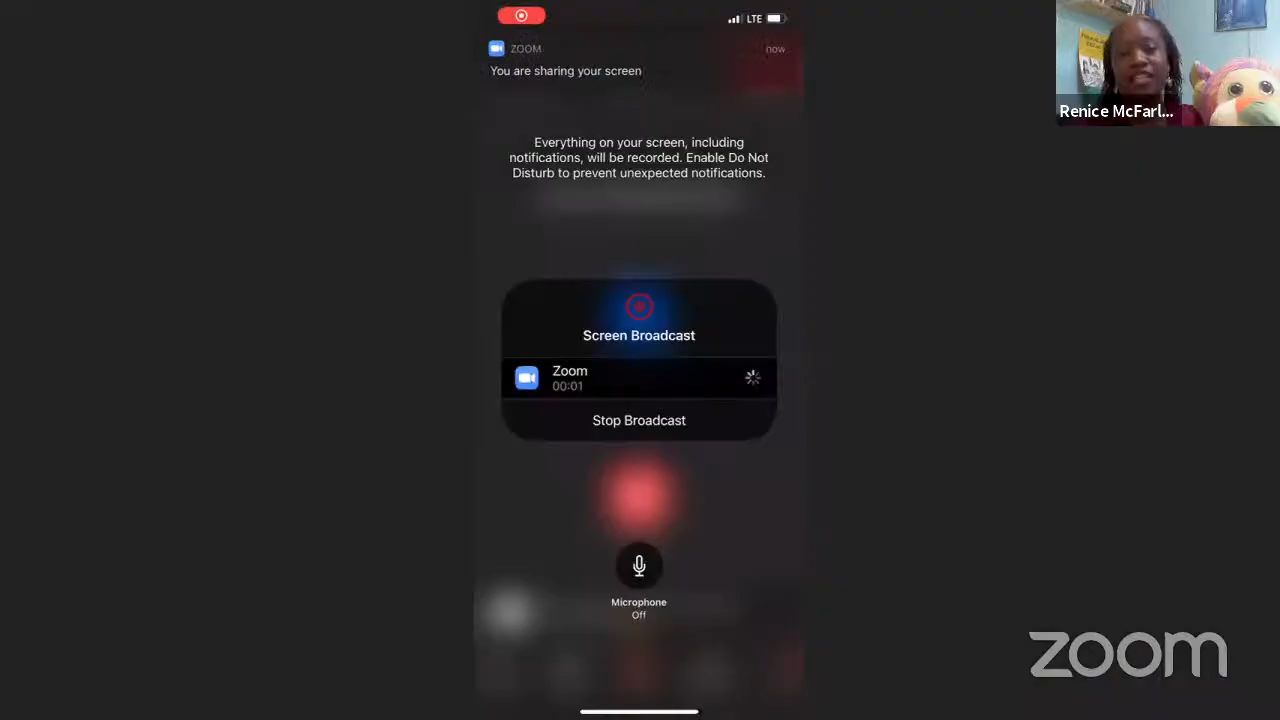 LTE
ZOOM
now
You are sharing your screen
Everything on your screen, including
notifications, will be recorded. Enable Do Not
Disturb to prevent unexpected notifications.
Screen Broadcast
Zoom
00:01
Stop Broadcast
Microphone
Off
Renice McFarl...
zoom